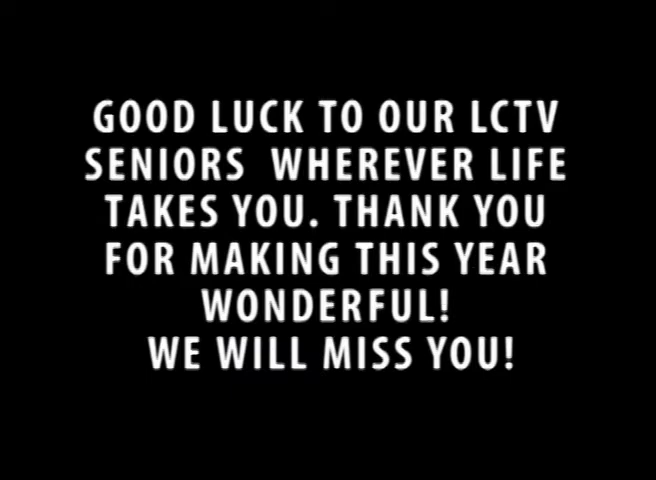 GOOD LUCK TO OUR LCTV
SENIORS  WHEREVER LIFE
TAKES YOU. THANK YOU
FOR MAKING THIS YEAR
WONDERFUL!
WE WILL MISS YOU!